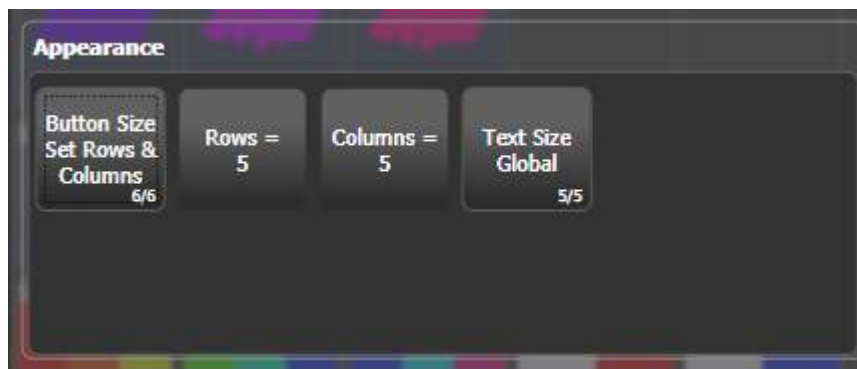 Appearance
Button Size
Set Rows &
Columns
6/6
Rows =
5
Columns =
5
Text Size
Global
5/5